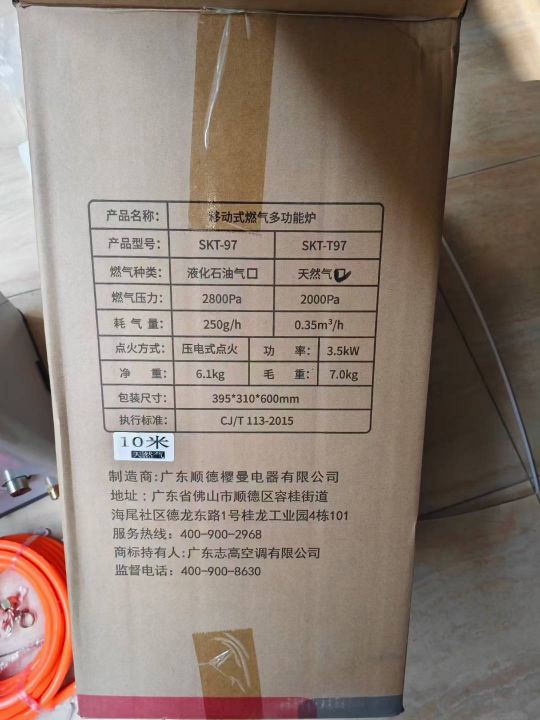 产品名称: 移动式燃气多功能炉
产品型号: SKT-97 SKT-T97
燃气种类: 液化石油气□ 天然气☑
燃气压力: 2800Pa 2000Pa
耗 气 量: 250g/h 0.35m³/h
点火方式: 压电式点火 功 率: 3.5kW
净 重: 6.1kg 毛 重: 7.0kg
包装尺寸: 395*310*600mm
执行标准: CJ/T 113-2015
10米
天然气
制造商:广东顺德樱曼电器有限公司
地址:广东省佛山市顺德区容桂街道
海尾社区德龙东路1号桂龙工业园4栋101
服务热线:400-900-2968
商标持有人:广东志高空调有限公司
监督电话:400-900-8630